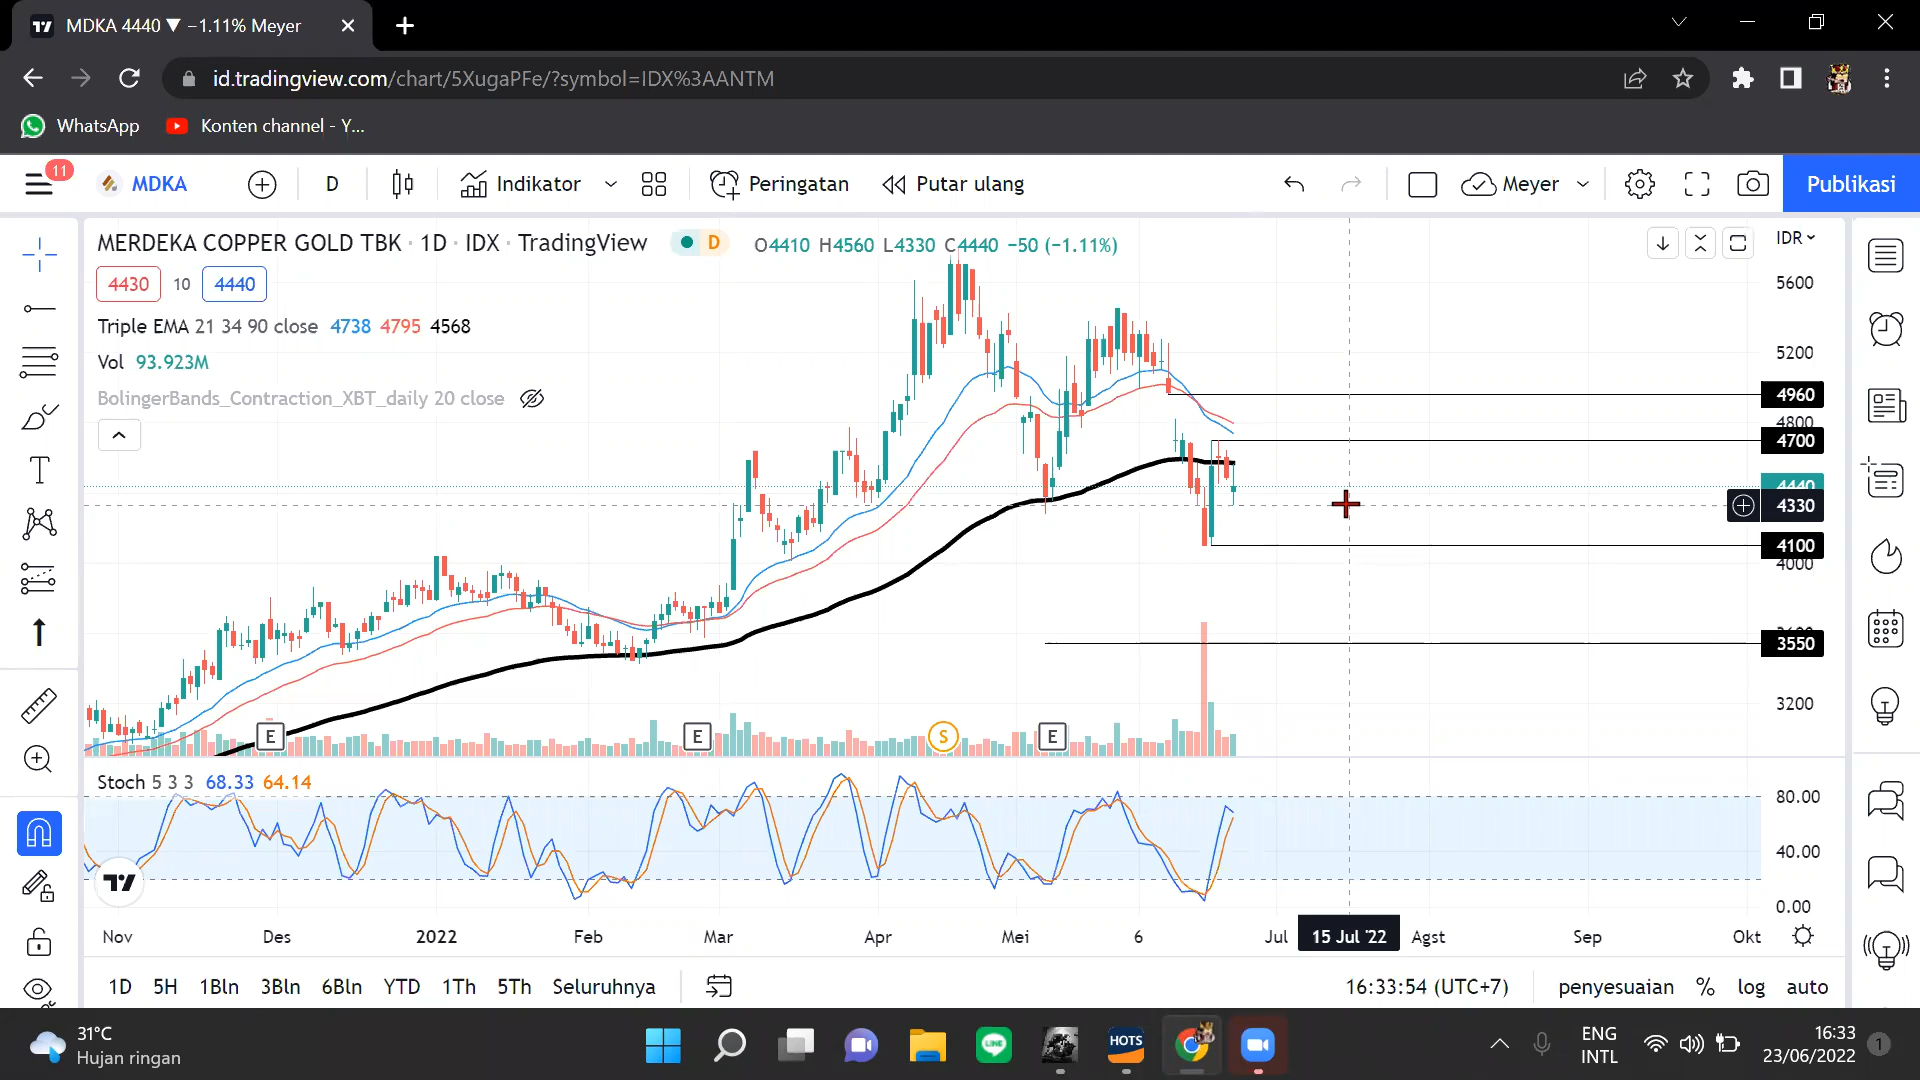 MDKA 4440 ▼ −1.11% Meyer
id.tradingview.com/chart/5XugaPFe/?symbol=IDX%3AANTM
WhatsApp
Konten channel - Y...
11
MDKA
D
Indikator
Peringatan
Putar ulang
Meyer
Publikasi
MERDEKA COPPER GOLD TBK · 1D · IDX · TradingView
D
O4410 H4560 L4330 C4440 −50 (−1.11%)
IDR
4430 10 4440
Triple EMA 21 34 90 close 4738 4795 4568
Vol 93.923M
BolingerBands_Contraction_XBT_daily 20 close
5600
5200
4960
4800
4700
4440
4330
4100
4000
3550
3200
E
E
S
E
Stoch 5 3 3 68.33 64.14
80.00
40.00
0.00
Nov Des 2022 Feb Mar Apr Mei 6 Jul 15 Jul '22 Agst Sep Okt
1D 5H 1Bln 3Bln 6Bln YTD 1Th 5Th Seluruhnya
16:33:54 (UTC+7)
penyesuaian % log auto
31°C
Hujan ringan
LINE
HOTS
ENG
INTL
16:33
23/06/2022
1